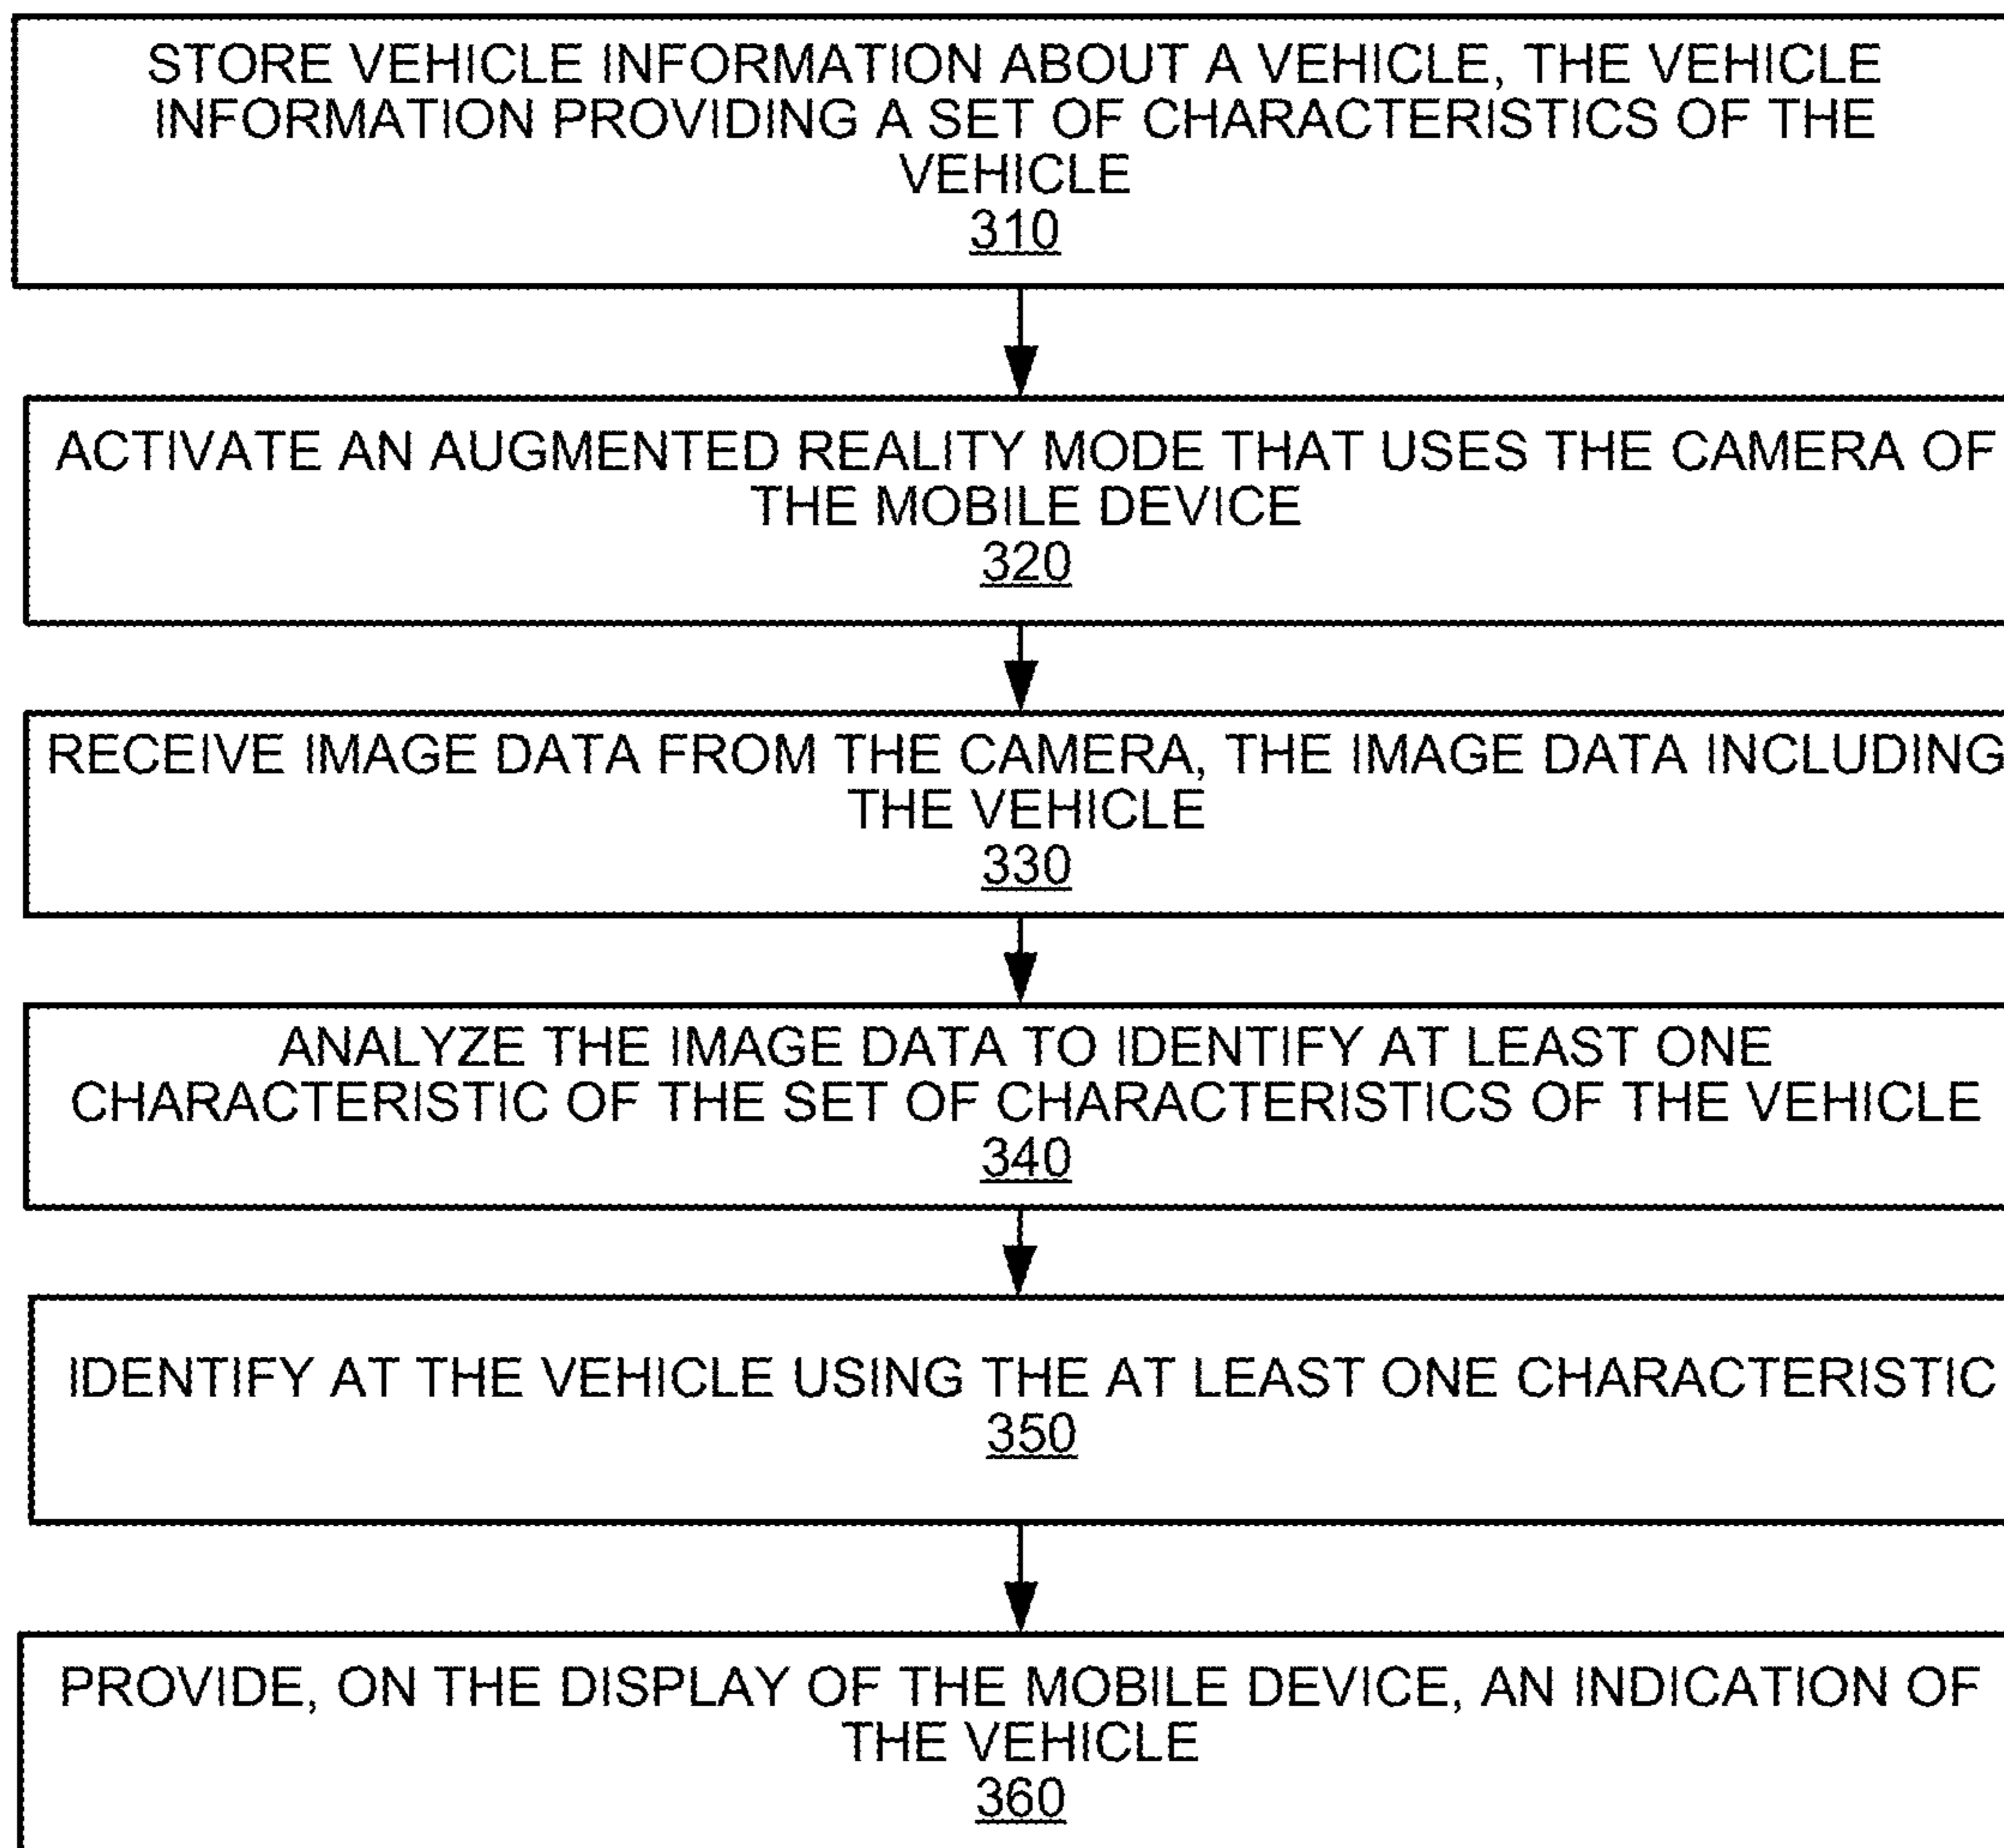 STORE VEHICLE INFORMATION ABOUT A VEHICLE, THE VEHICLE
INFORMATION PROVIDING A SET OF CHARACTERISTICS OF THE
VEHICLE
310
ACTIVATE AN AUGMENTED REALITY MODE THAT USES THE CAMERA OF
THE MOBILE DEVICE
320
RECEIVE IMAGE DATA FROM THE CAMERA, THE IMAGE DATA INCLUDING
THE VEHICLE
330
ANALYZE THE IMAGE DATA TO IDENTIFY AT LEAST ONE
CHARACTERISTIC OF THE SET OF CHARACTERISTICS OF THE VEHICLE
340
IDENTIFY AT THE VEHICLE USING THE AT LEAST ONE CHARACTERISTIC
350
PROVIDE, ON THE DISPLAY OF THE MOBILE DEVICE, AN INDICATION OF
THE VEHICLE
360